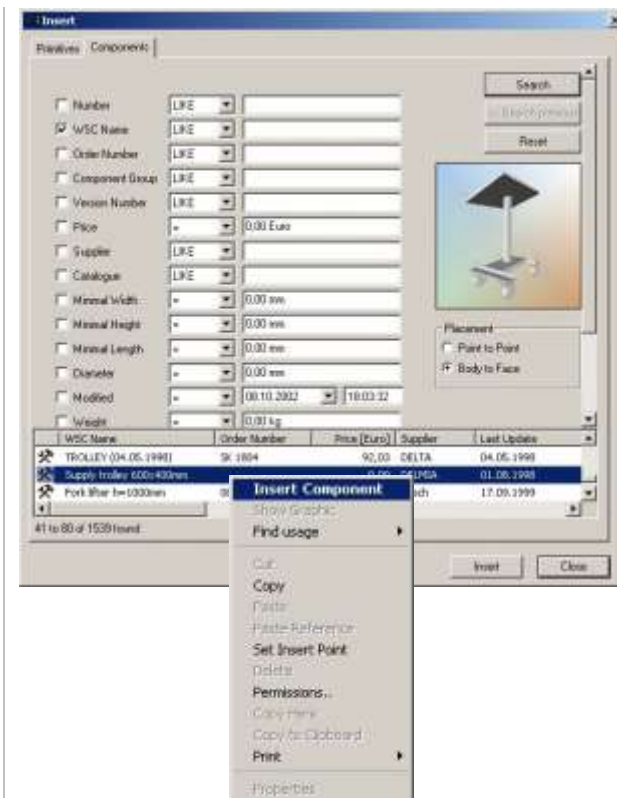 Insert
Primitives Components
Search
Number LIKE
WSC Name LIKE
Reset
Order Number LIKE
Component Group LIKE
Version Number LIKE
Price = 0,00 Euro
Supplier LIKE
Catalogue LIKE
Minimal Width = 0.00 mm
Minimal Height = 0.00 mm
Placement
Minimal Length = 0.00 mm
Point to Point
Diameter = 0.00 mm
Body to Face
Modified = 08.10.2002 18:03:32
Weight = 0,00 kg
WSC Name Order Number Price [Euro] Supplier Last Update
TROLLEY (04.05.1998) SK 1804 92,00 DELTA 04.05.1998
Supply trolley 600x400mm 0,00 DELMIA 01.08.1998
Fork lifter h=1000mm 17.09.1999
41 to 80 of 1539 found
Insert Close
Insert Component
Show Graphic
Find usage
Cut
Copy
Paste
Paste Reference
Set Insert Point
Delete
Permissions..
Copy Here
Copy to Clipboard
Print
Properties